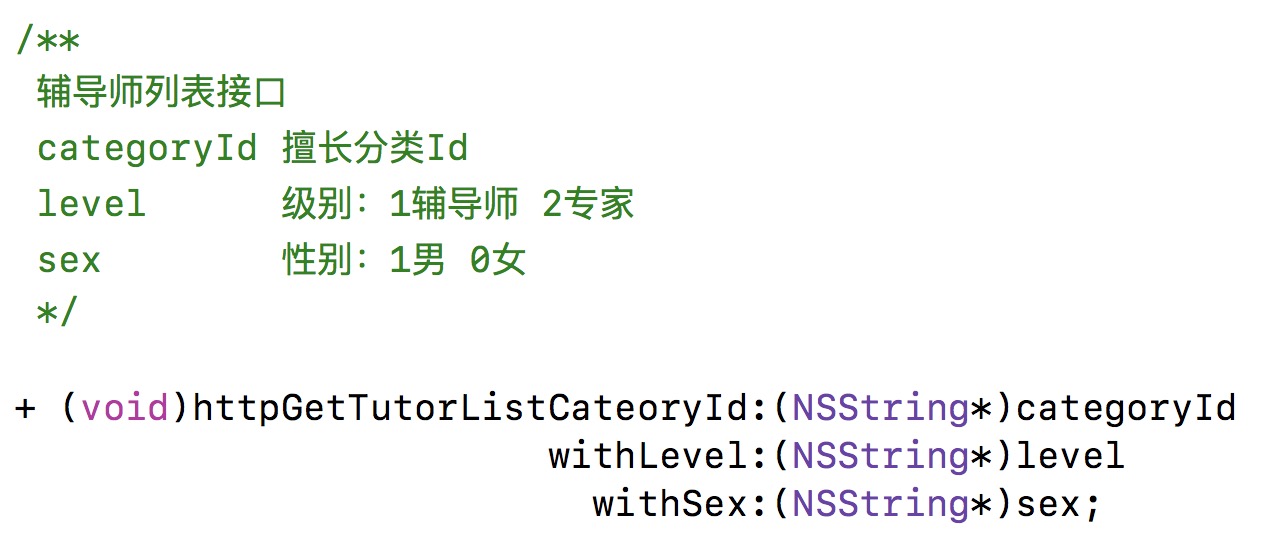 /**
辅导师列表接口
categoryId 擅长分类Id
level 级别：1辅导师 2专家
sex 性别：1男 0女
*/
+ (void)httpGetTutorListCateoryId:(NSString*)categoryId
withLevel:(NSString*)level
withSex:(NSString*)sex;